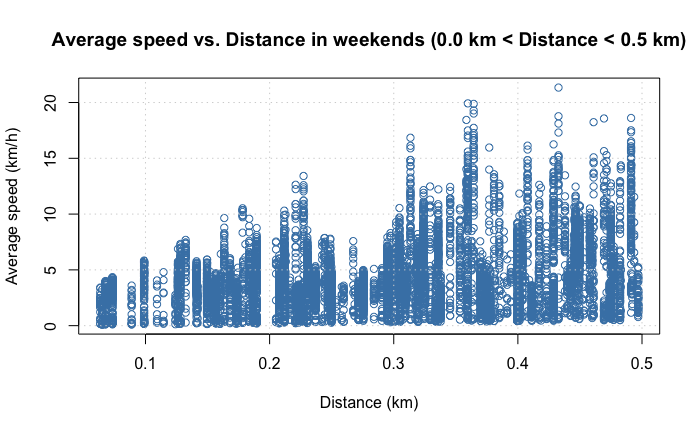 Average speed vs. Distance in weekends (0.0 km < Distance < 0.5 km)
Average speed (km/h)
20
15
10
5
0
0.1 0.2 0.3 0.4 0.5
Distance (km)